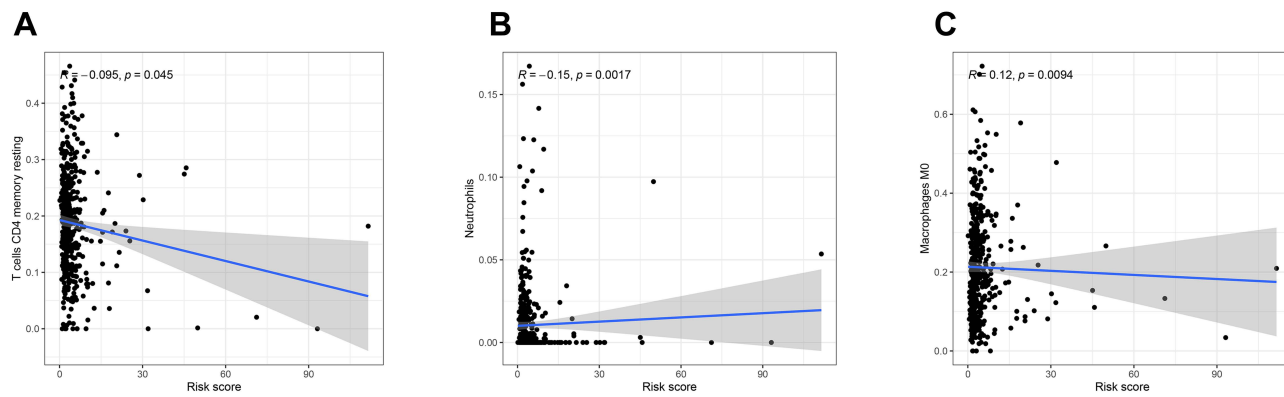 A
R = −0.095, p = 0.045
T cells CD4 memory resting
0.4
0.3
0.2
0.1
0.0
0
30
60
90
Risk score
B
R = −0.15, p = 0.0017
Neutrophils
0.15
0.10
0.05
0.00
0
30
60
90
Risk score
C
R = 0.12, p = 0.0094
Macrophages M0
0.6
0.4
0.2
0.0
0
30
60
90
Risk score